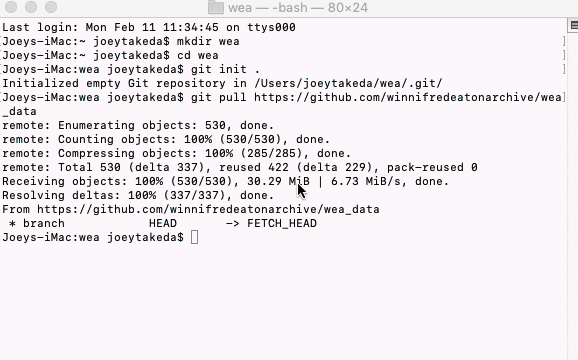 wea — -bash — 80×24
Last login: Mon Feb 11 11:34:45 on ttys000
[Joeys-iMac:~ joeytakeda$ mkdir wea ]
[Joeys-iMac:~ joeytakeda$ cd wea ]
[Joeys-iMac:wea joeytakeda$ git init . ]
Initialized empty Git repository in /Users/joeytakeda/wea/.git/
[Joeys-iMac:wea joeytakeda$ git pull https://github.com/winnifredeatonarchive/wea]
_data
remote: Enumerating objects: 530, done.
remote: Counting objects: 100% (530/530), done.
remote: Compressing objects: 100% (285/285), done.
remote: Total 530 (delta 337), reused 422 (delta 229), pack-reused 0
Receiving objects: 100% (530/530), 30.29 MiB | 6.73 MiB/s, done.
Resolving deltas: 100% (337/337), done.
From https://github.com/winnifredeatonarchive/wea_data
 * branch            HEAD       -> FETCH_HEAD
Joeys-iMac:wea joeytakeda$